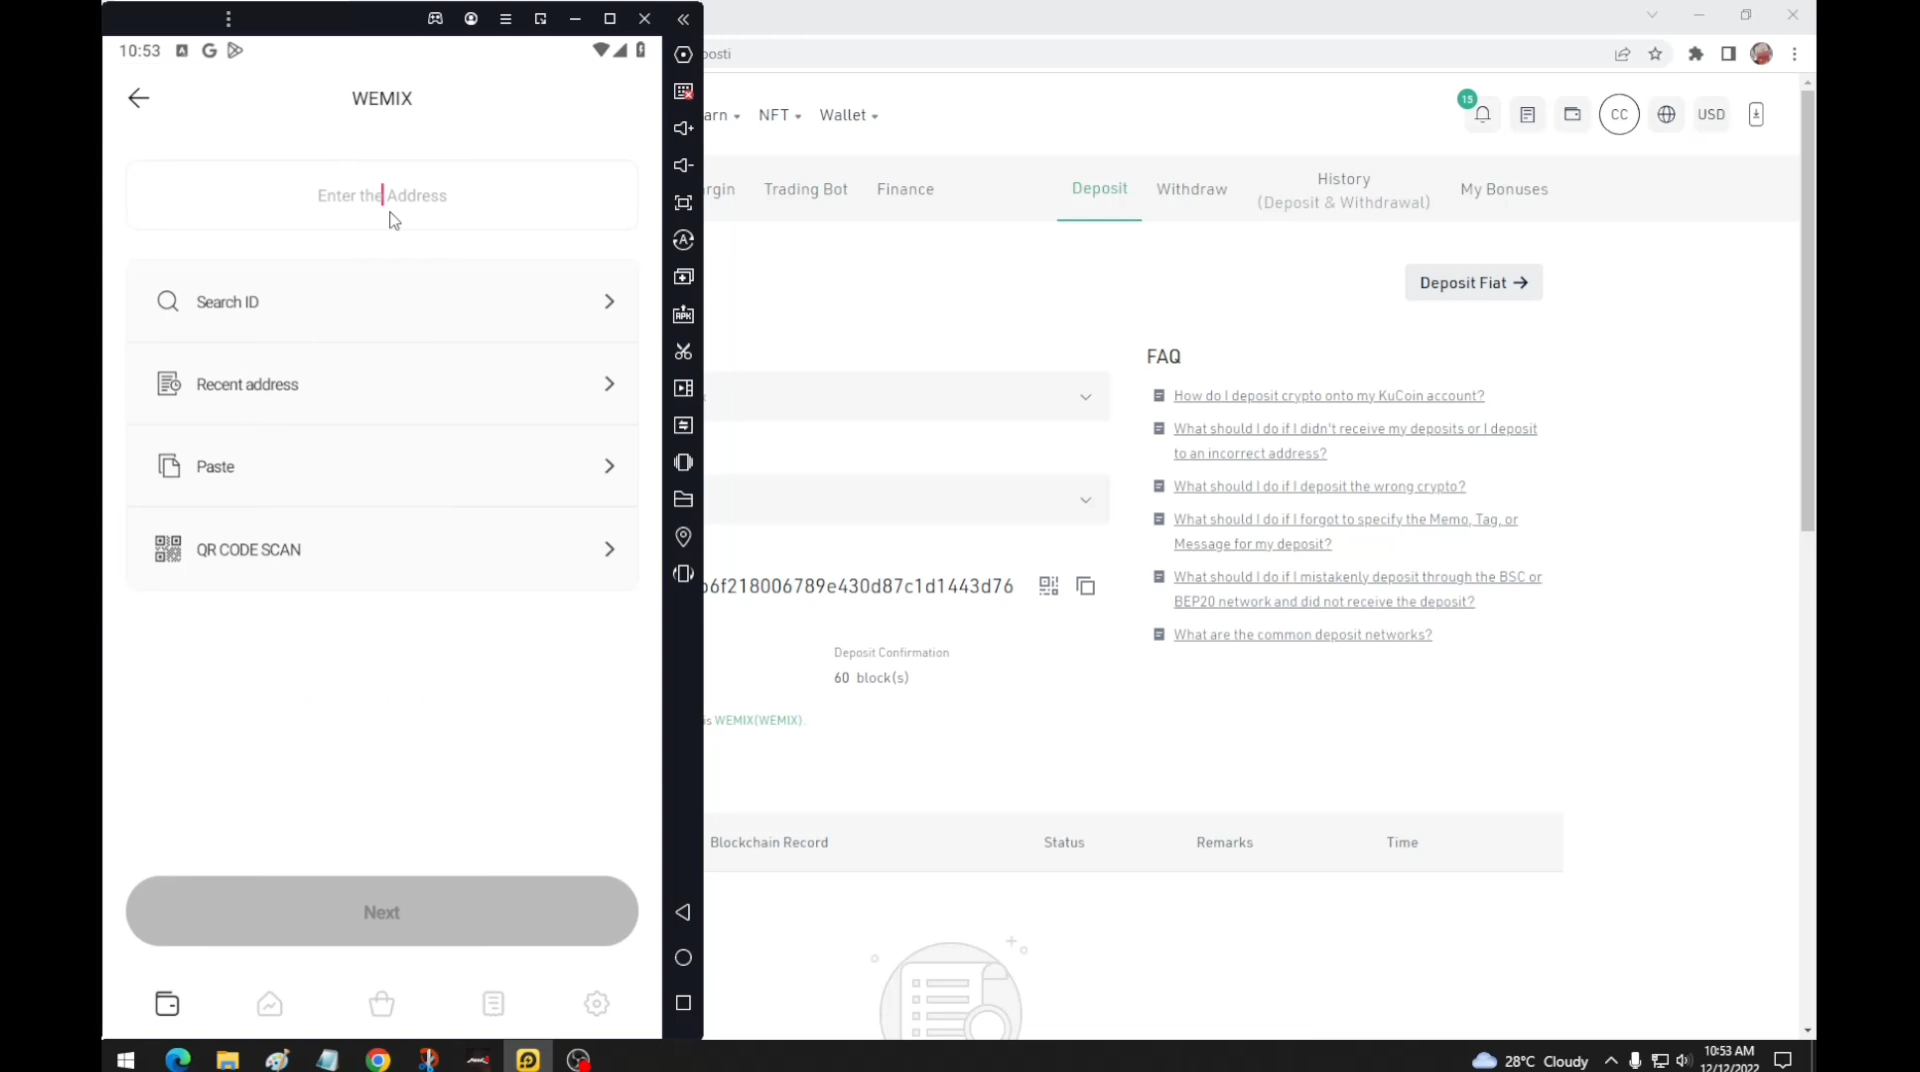 10:53
WEMIX
Enter the Address
Search ID
Recent address
Paste
QR CODE SCAN
Next
APK
posti
arn NFT Wallet
15
CC
USD
rgin Trading Bot Finance
Deposit Withdraw
History
(Deposit & Withdrawal)
My Bonuses
Deposit Fiat →
FAQ
How do I deposit crypto onto my KuCoin account?
What should I do if I didn't receive my deposits or I deposit
to an incorrect address?
What should I do if I deposit the wrong crypto?
What should I do if I forgot to specify the Memo, Tag, or
Message for my deposit?
What should I do if I mistakenly deposit through the BSC or
BEP20 network and did not receive the deposit?
What are the common deposit networks?
6f218006789e430d87c1d1443d76
Deposit Confirmation
60 block(s)
is WEMIX(WEMIX).
Blockchain Record Status Remarks Time
28°C Cloudy
10:53 AM
12/12/2022